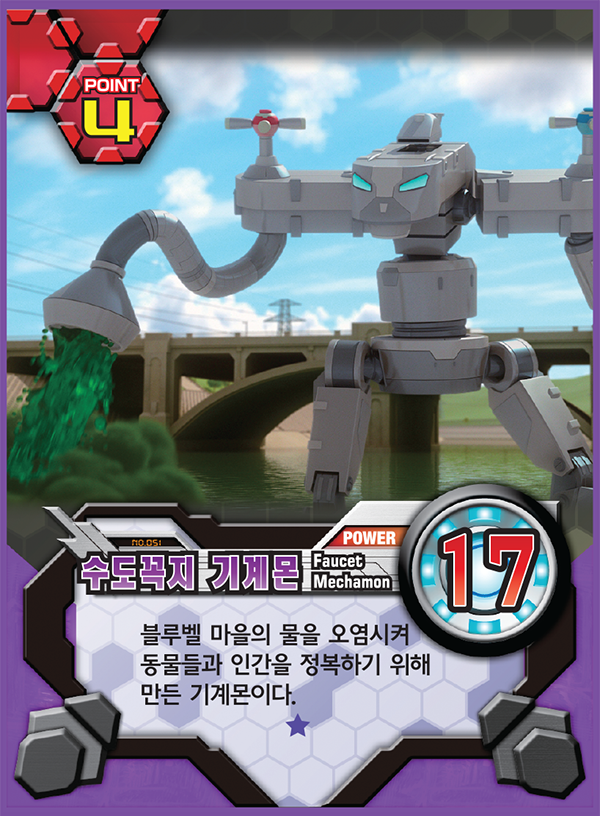 POINT
4
NO.051
POWER
수도꼭지 기계몬
Faucet
Mechamon
17
블루벨 마을의 물을 오염시켜
동물들과 인간을 정복하기 위해
만든 기계몬이다.